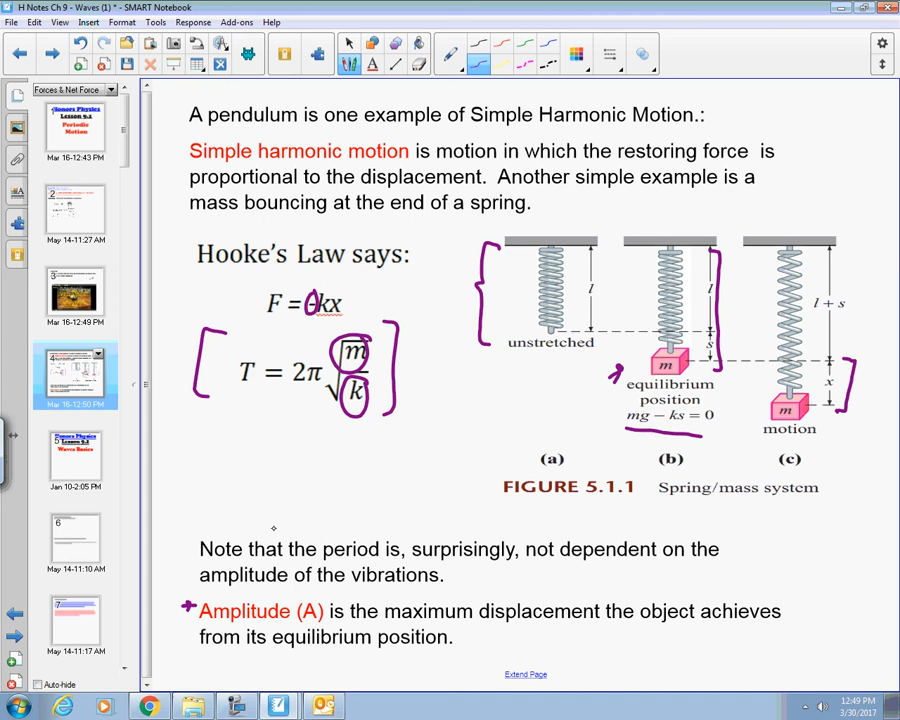 H Notes Ch 9 - Waves (1) * - SMART Notebook
File Edit View Insert Format Tools Response Add-ons Help
Forces & Net Force
Honors Physics
Lesson 9.1
Periodic
Motion
Mar 16-12:43 PM
2
May 14-11:27 AM
3
Mar 16-12:49 PM
4
Mar 16-12:50 PM
Honors Physics
5 Lesson 9.2
Waves Basics
Jan 10-2:05 PM
6
May 14-11:10 AM
7
May 14-11:17 AM
Auto-hide
A pendulum is one example of Simple Harmonic Motion.:
Simple harmonic motion is motion in which the restoring force is
proportional to the displacement. Another simple example is a
mass bouncing at the end of a spring.
Hooke's Law says:
F = -kx
T = 2π√(m/k)
l
unstretched
(a)
l
s
m
equilibrium
position
mg − ks = 0
(b)
l + s
x
m
motion
(c)
FIGURE 5.1.1 Spring/mass system
Note that the period is, surprisingly, not dependent on the
amplitude of the vibrations.
Amplitude (A) is the maximum displacement the object achieves
from its equilibrium position.
Extend Page
12:49 PM
3/30/2017